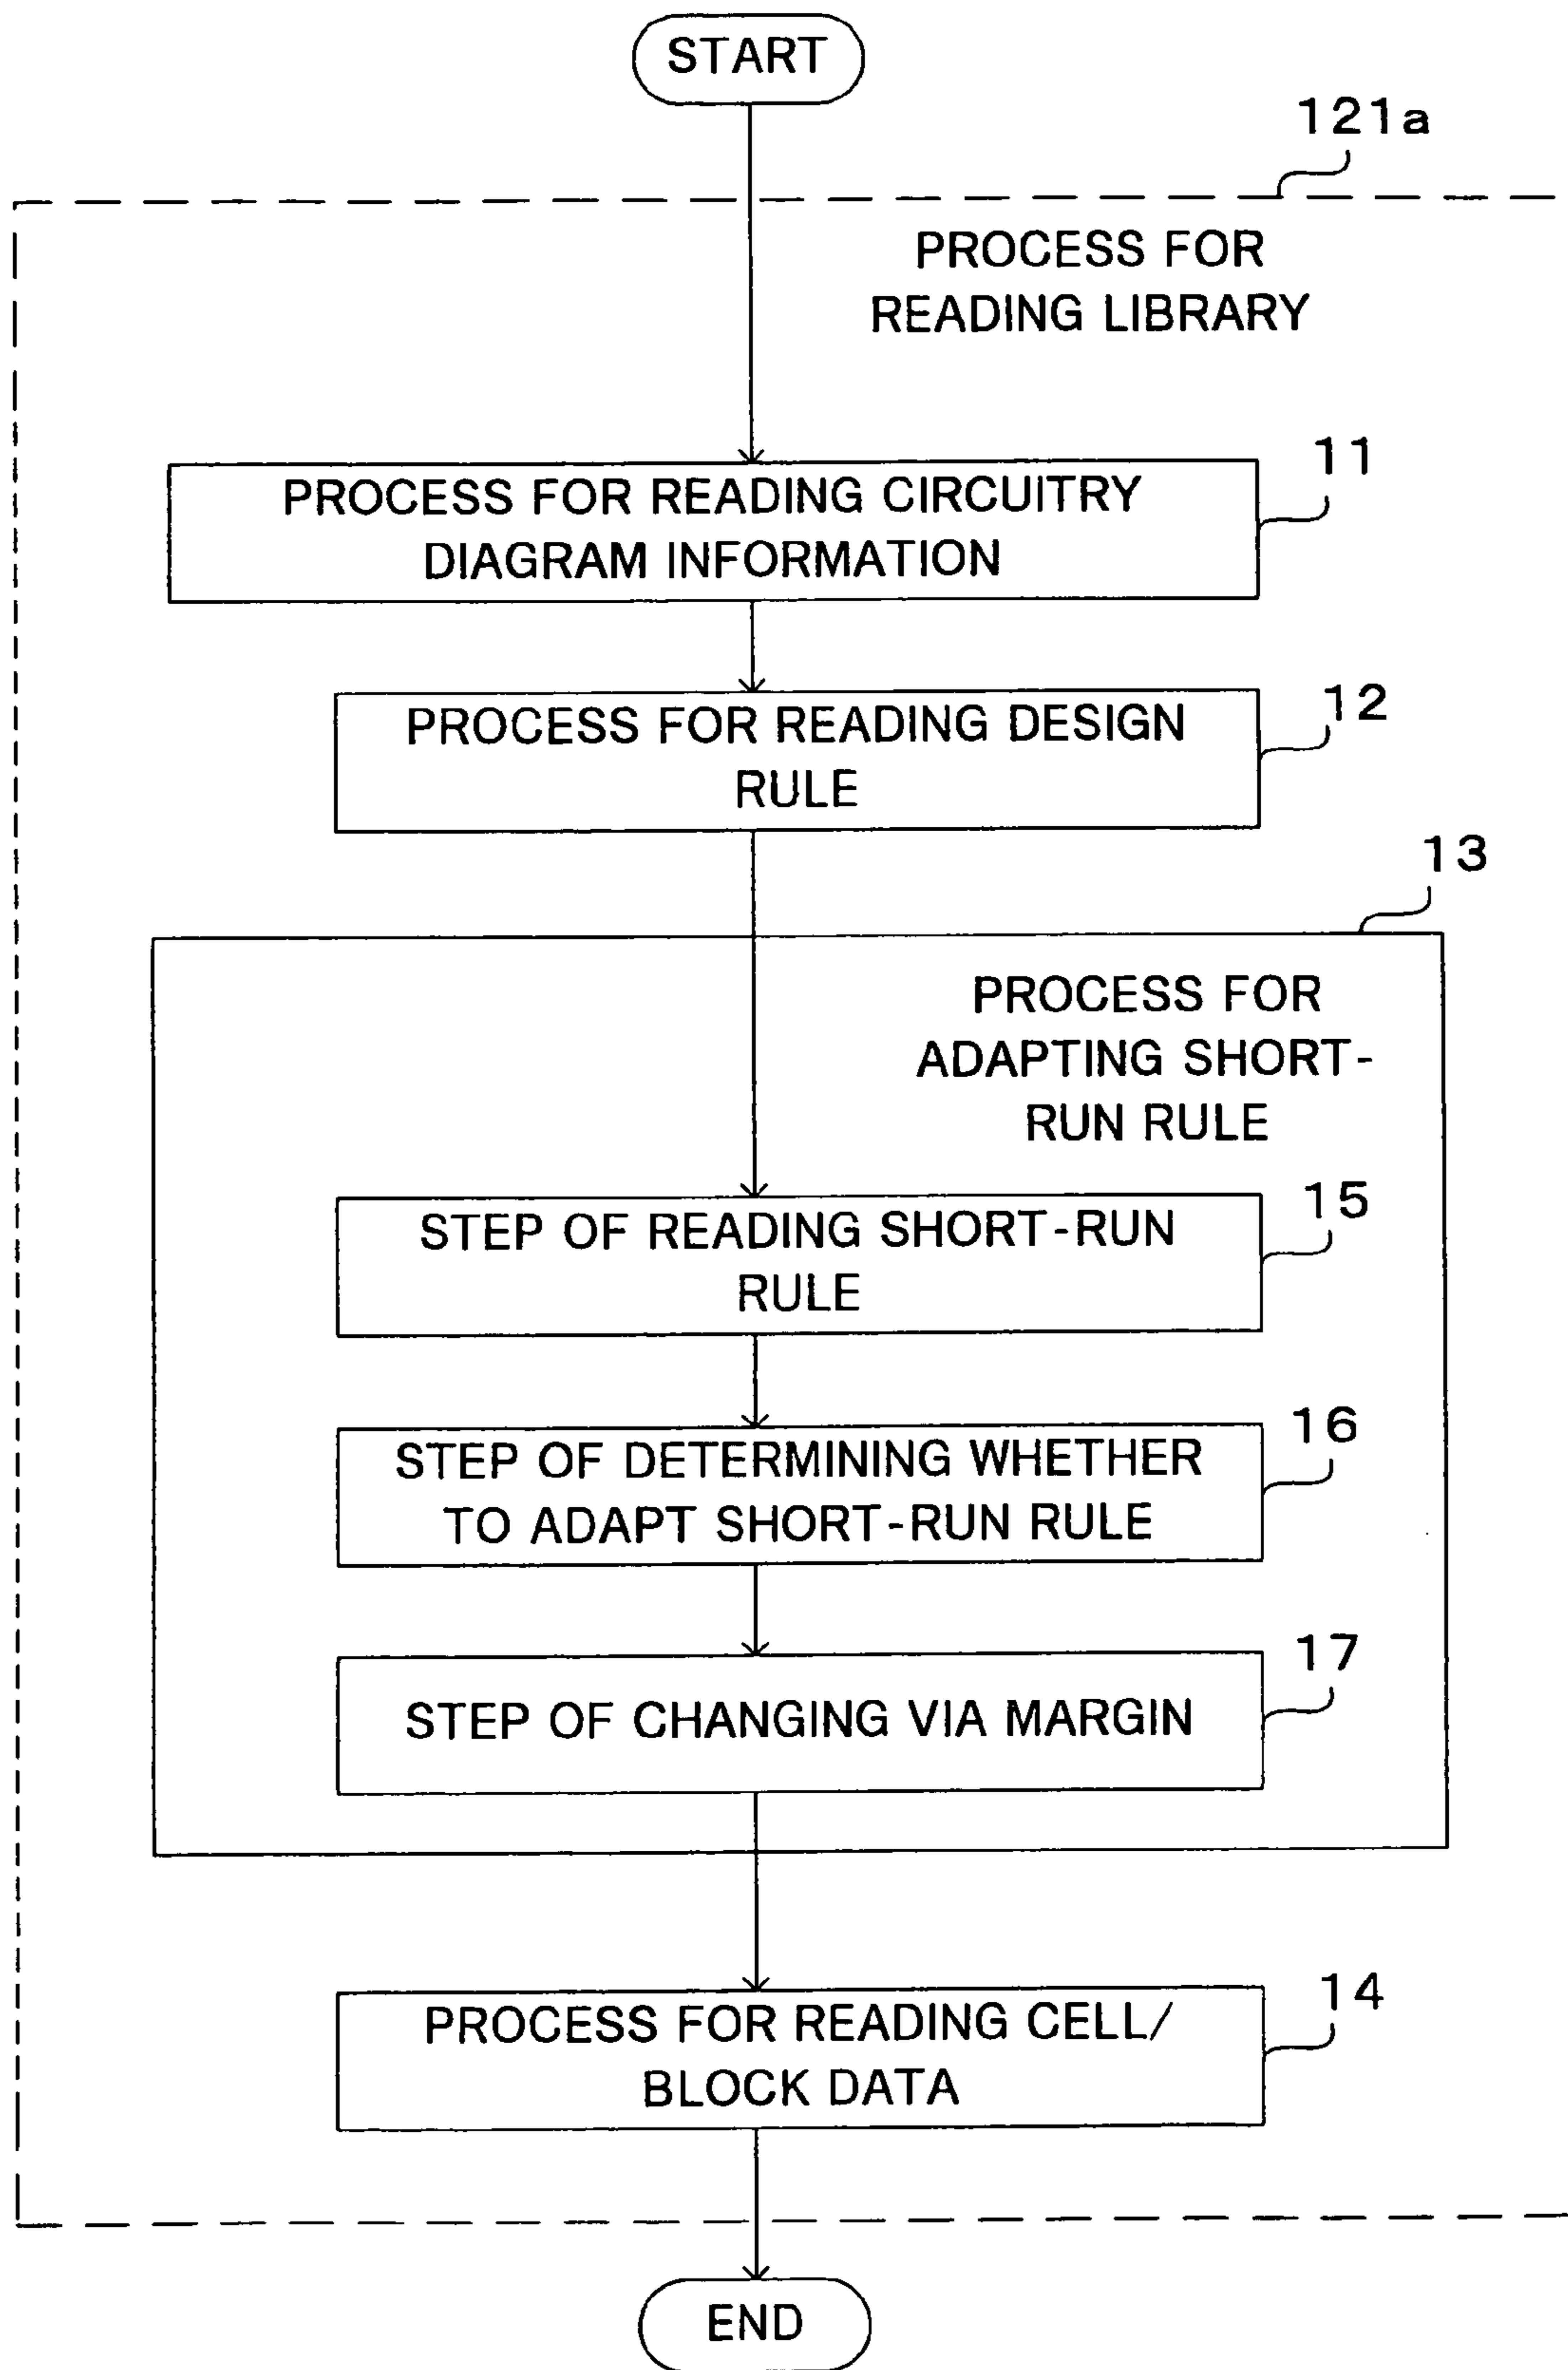 START
121a
PROCESS FOR
READING LIBRARY
11
PROCESS FOR READING CIRCUITRY
DIAGRAM INFORMATION
12
PROCESS FOR READING DESIGN
RULE
13
PROCESS FOR
ADAPTING SHORT-
RUN RULE
15
STEP OF READING SHORT-RUN
RULE
16
STEP OF DETERMINING WHETHER
TO ADAPT SHORT-RUN RULE
17
STEP OF CHANGING VIA MARGIN
14
PROCESS FOR READING CELL/
BLOCK DATA
END